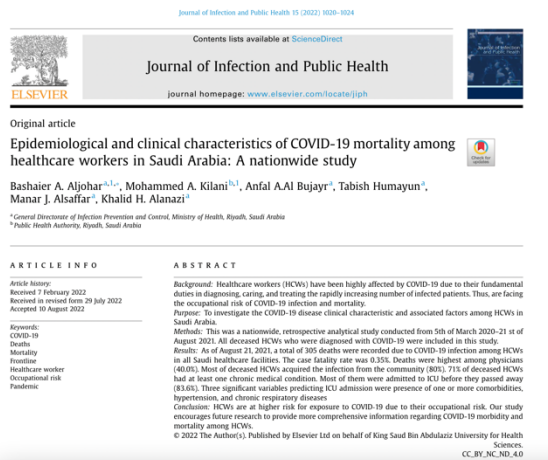 Journal of Infection and Public Health 15 (2022) 1020–1024
Contents lists available at ScienceDirect
Journal of Infection and Public Health
journal homepage: www.elsevier.com/locate/jiph
ELSEVIER
Journal of Infection and Public Health
Original article
Epidemiological and clinical characteristics of COVID-19 mortality among
healthcare workers in Saudi Arabia: A nationwide study
Check for updates
Bashaier A. Aljohar a,1,*, Mohammed A. Kilani b,1, Anfal A.Al Bujayr a, Tabish Humayun a,
Manar J. Alsaffar a, Khalid H. Alanazi a
a General Directorate of Infection Prevention and Control, Ministry of Health, Riyadh, Saudi Arabia
b Public Health Authority, Riyadh, Saudi Arabia
ARTICLE INFO
Article history:
Received 7 February 2022
Received in revised form 29 July 2022
Accepted 10 August 2022
Keywords:
COVID-19
Deaths
Mortality
Frontline
Healthcare worker
Occupational risk
Pandemic
ABSTRACT
Background: Healthcare workers (HCWs) have been highly affected by COVID-19 due to their fundamental
duties in diagnosing, caring, and treating the rapidly increasing number of infected patients. Thus, are facing
the occupational risk of COVID-19 infection and mortality.
Purpose: To investigate the COVID-19 disease clinical characteristic and associated factors among HCWs in
Saudi Arabia.
Methods: This was a nationwide, retrospective analytical study conducted from 5th of March 2020–21 st of
August 2021. All deceased HCWs who were diagnosed with COVID-19 were included in this study.
Results: As of August 21, 2021, a total of 305 deaths were recorded due to COVID-19 infection among HCWs
in all Saudi healthcare facilities. The case fatality rate was 0.35%. Deaths were highest among physicians
(40.0%). Most of deceased HCWs acquired the infection from the community (80%). 71% of deceased HCWs
had at least one chronic medical condition. Most of them were admitted to ICU before they passed away
(83.6%). Three significant variables predicting ICU admission were presence of one or more comorbidities,
hypertension, and chronic respiratory diseases
Conclusion: HCWs are at higher risk for exposure to COVID-19 due to their occupational risk. Our study
encourages future research to provide more comprehensive information regarding COVID-19 morbidity and
mortality among HCWs.
© 2022 The Author(s). Published by Elsevier Ltd on behalf of King Saud Bin Abdulaziz University for Health
Sciences.
CC_BY_NC_ND_4.0